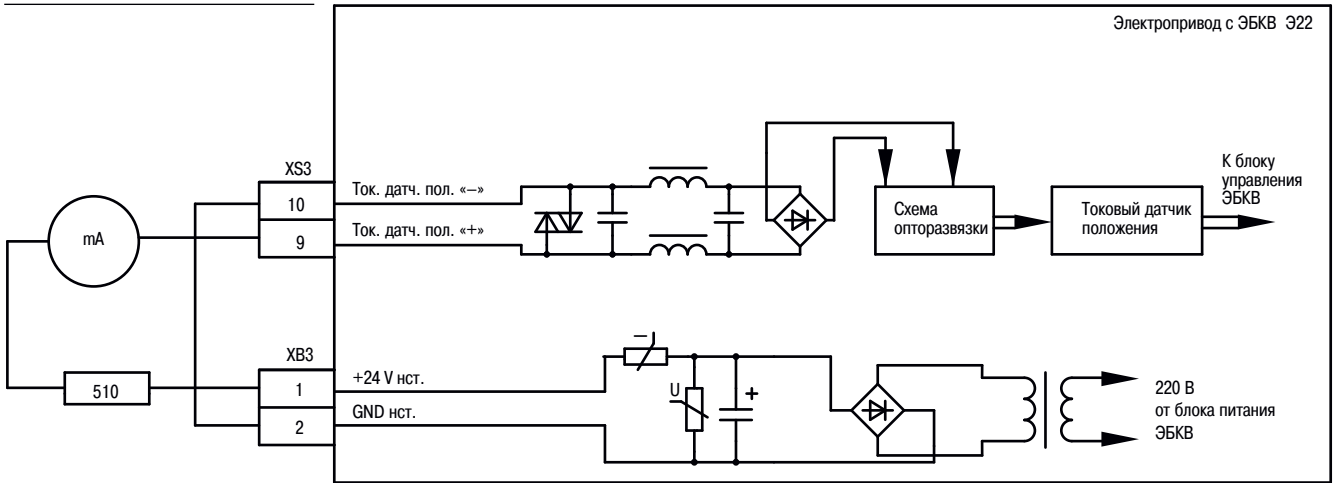 Электропривод с ЭБКВ Э22
XS3
10
9
Ток. датч. пол. «–»
Ток. датч. пол. «+»
mA
Схема
опторазвязки
Токовый датчик
положения
К блоку
управления
ЭБКВ
XB3
1
2
+24 V нст.
GND нст.
510
–
U
+
220 В
от блока питания
ЭБКВ